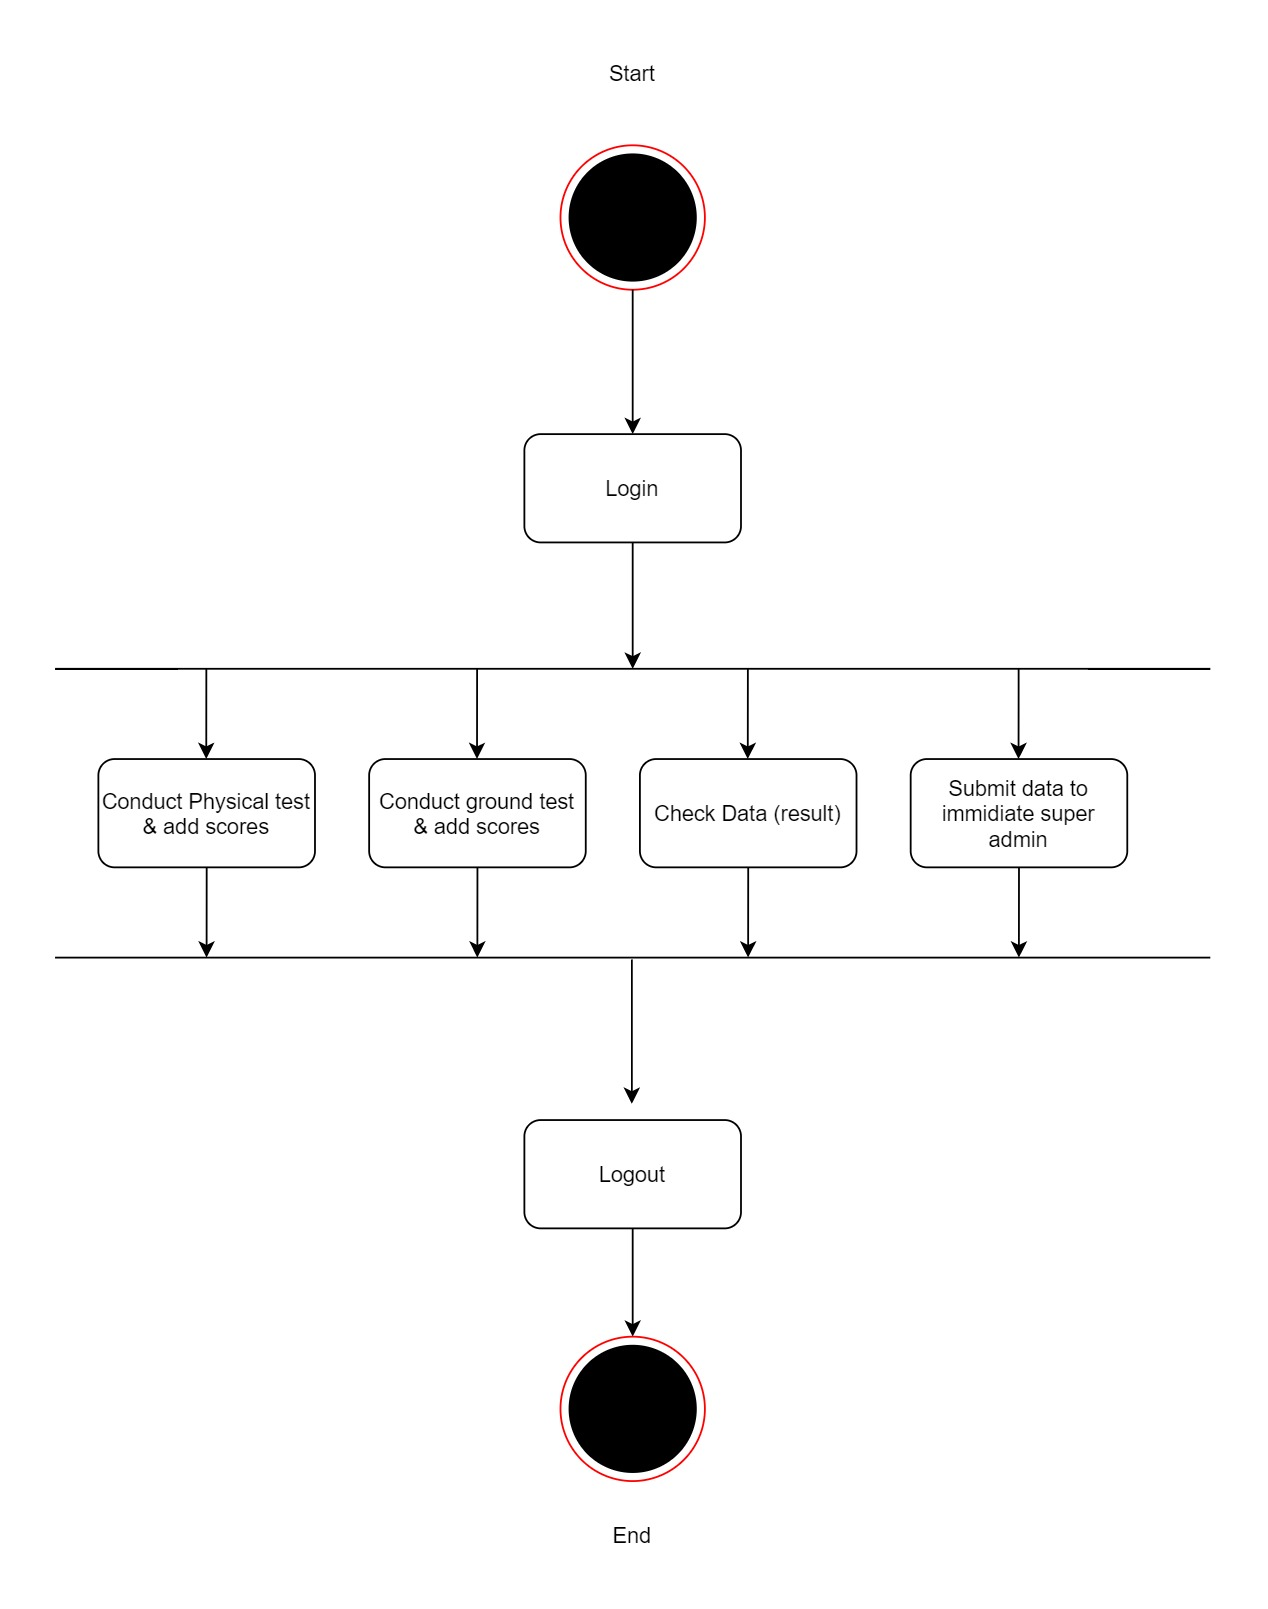 Start
Login
Conduct Physical test
& add scores
Conduct ground test
& add scores
Check Data (result)
Submit data to
immidiate super
admin
Logout
End